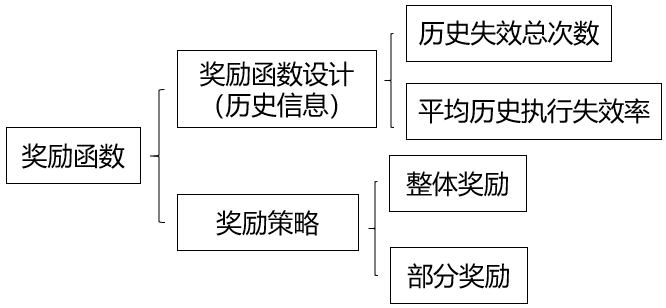 奖励函数
奖励函数设计
（历史信息）
历史失效总次数
平均历史执行失效率
奖励策略
整体奖励
部分奖励